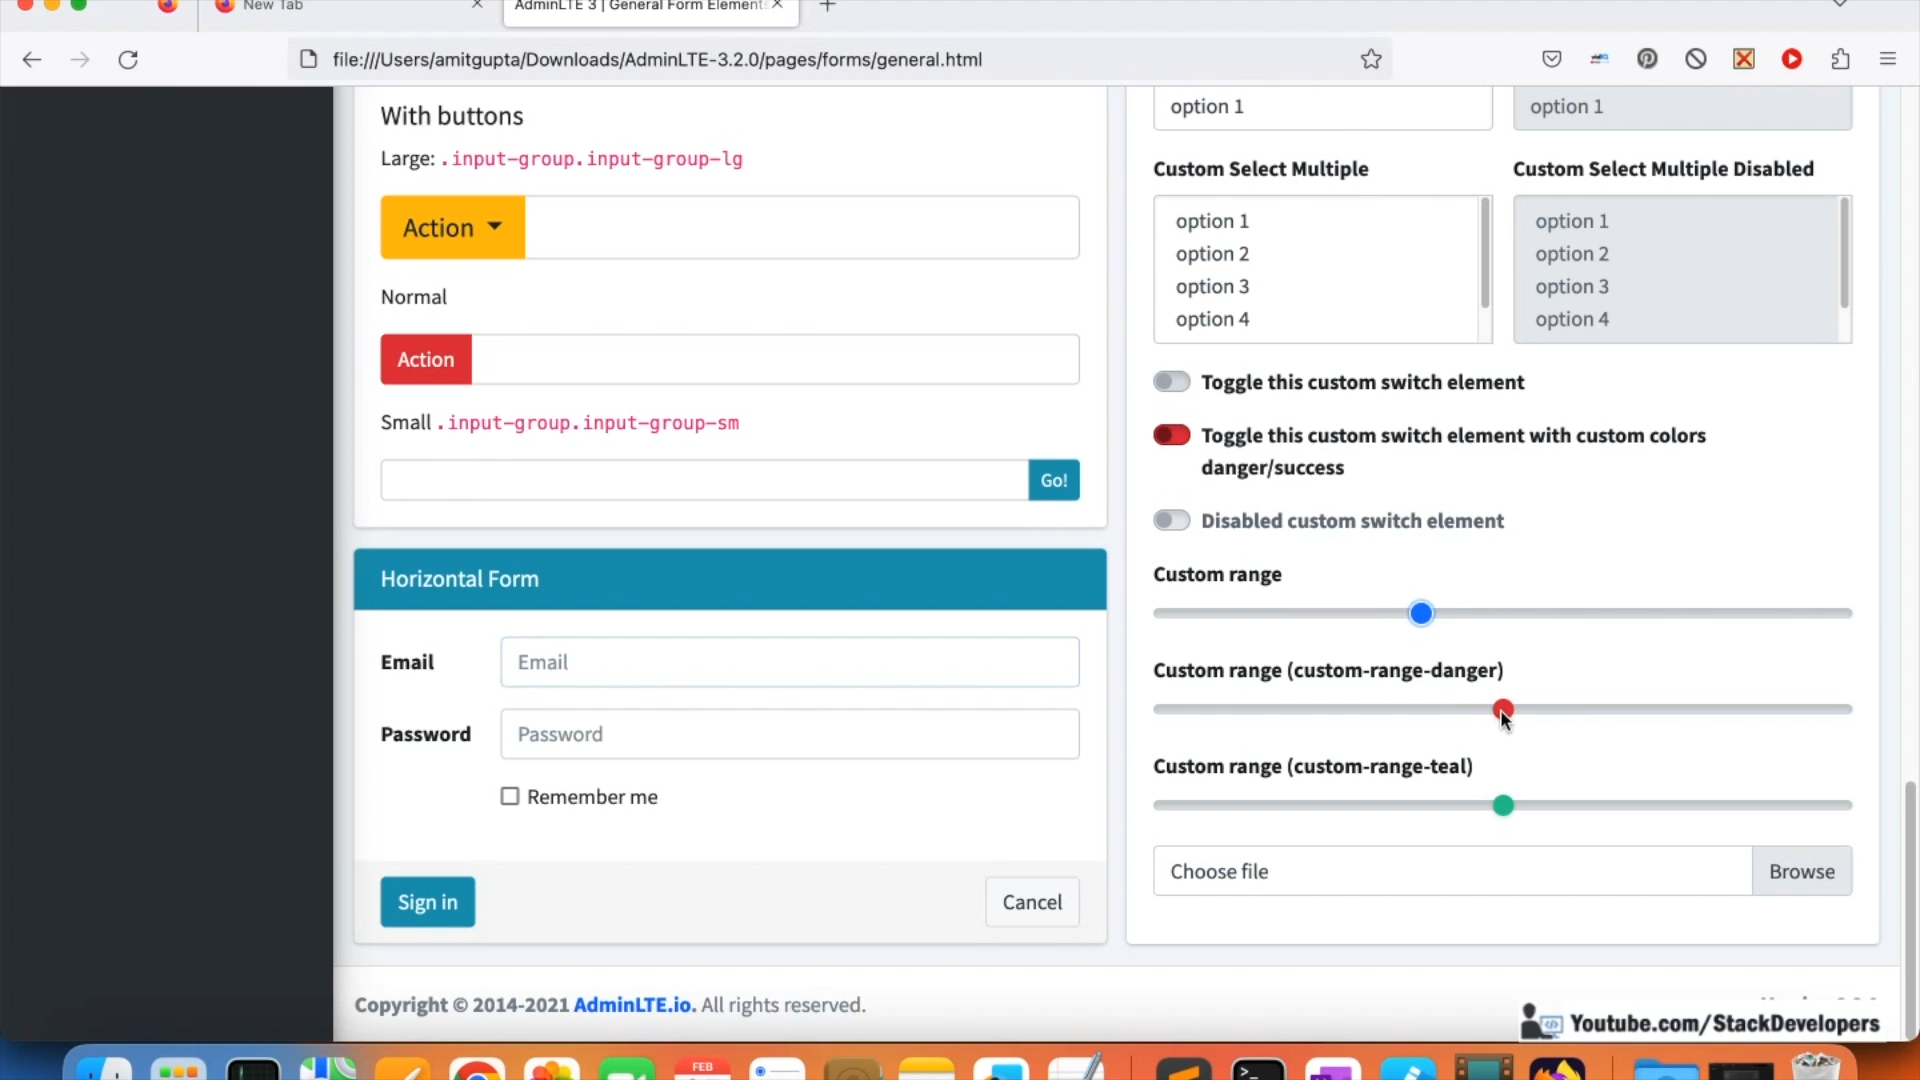 New Tab
AdminLTE 3 | General Form Elements
file:///Users/amitgupta/Downloads/AdminLTE-3.2.0/pages/forms/general.html
With buttons
Large: .input-group.input-group-lg
Action
Normal
Action
Small .input-group.input-group-sm
Go!
Horizontal Form
Email
Email
Password
Password
Remember me
Sign in
Cancel
option 1
option 1
Custom Select Multiple
Custom Select Multiple Disabled
option 1
option 2
option 3
option 4
option 1
option 2
option 3
option 4
Toggle this custom switch element
Toggle this custom switch element with custom colors
danger/success
Disabled custom switch element
Custom range
Custom range (custom-range-danger)
Custom range (custom-range-teal)
Choose file
Browse
Copyright © 2014-2021 AdminLTE.io. All rights reserved.
Youtube.com/StackDevelopers
FEB